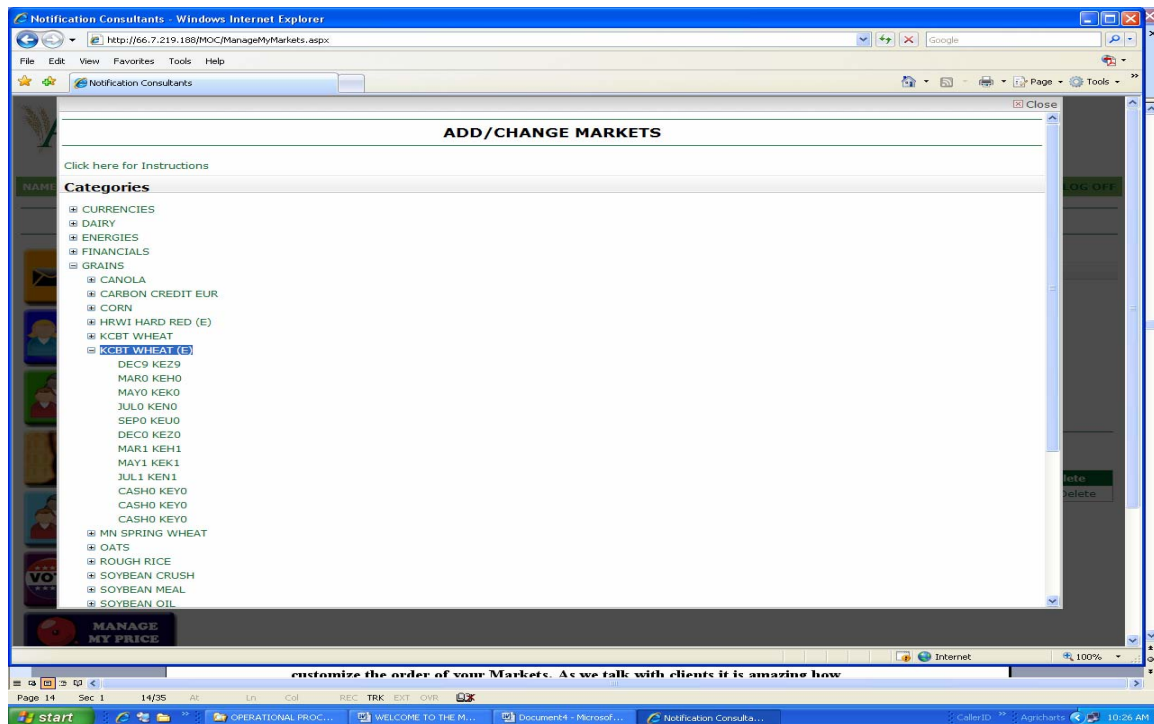 Notification Consultants - Windows Internet Explorer
http://66.7.219.188/MOC/ManageMyMarkets.aspx
Google
File Edit View Favorites Tools Help
Notification Consultants
Page Tools
Close
ADD/CHANGE MARKETS
Click here for Instructions
NAME
LOG OFF
Categories
CURRENCIES
DAIRY
ENERGIES
FINANCIALS
GRAINS
CANOLA
CARBON CREDIT EUR
CORN
HRWI HARD RED (E)
KCBT WHEAT
KCBT WHEAT (E)
DEC9 KEZ9
MAR0 KEH0
MAY0 KEK0
JUL0 KEN0
SEP0 KEU0
DEC0 KEZ0
MAR1 KEH1
MAY1 KEK1
JUL1 KEN1
CASH0 KEY0
CASH0 KEY0
CASH0 KEY0
MN SPRING WHEAT
OATS
ROUGH RICE
SOYBEAN CRUSH
SOYBEAN MEAL
SOYBEAN OIL
lete
Delete
VO
MANAGE
MY PRICE
Internet 100%
customize the order of your Markets. As we talk with clients it is amazing how
Page 14 Sec 1 14/35 At Ln Col REC TRK EXT OVR
start OPERATIONAL PROC... WELCOME TO THE M... Document4 - Microsof... Notification Consulta... CallerID Agricharts 10:26 AM